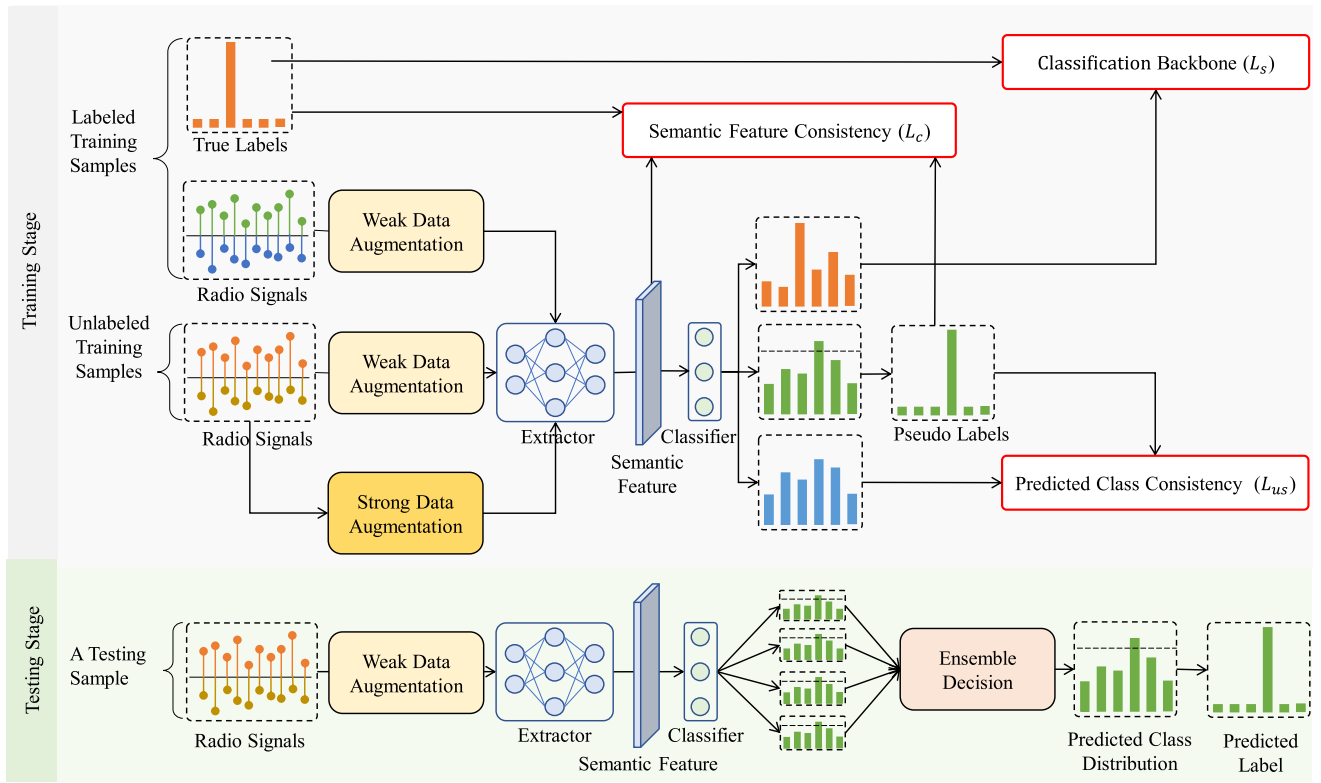 Training Stage
Labeled
Training
Samples
True Labels
Classification Backbone (Lₛ)
Semantic Feature Consistency (L_c)
Weak Data
Augmentation
Radio Signals
Unlabeled
Training
Samples
Weak Data
Augmentation
Radio Signals
Extractor
Semantic
Feature
Classifier
Pseudo Labels
Strong Data
Augmentation
Predicted Class Consistency (L_us)
Testing Stage
A Testing
Sample
Radio Signals
Weak Data
Augmentation
Extractor
Semantic Feature
Classifier
Ensemble
Decision
Predicted Class
Distribution
Predicted
Label